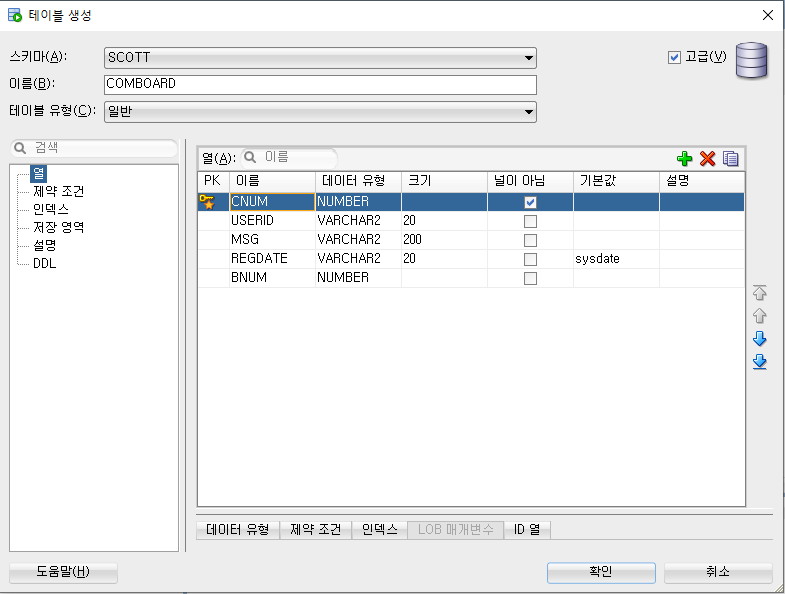 테이블 생성
스키마(A): SCOTT 고급(V)
이름(B): COMBOARD
테이블 유형(C): 일반
검색
열
제약 조건
인덱스
저장 영역
설명
DDL
열(A): 이름
PK 이름 데이터 유형 크기 널이 아님 기본값 설명
CNUM NUMBER
USERID VARCHAR2 20
MSG VARCHAR2 200
REGDATE VARCHAR2 20 sysdate
BNUM NUMBER
데이터 유형 제약 조건 인덱스 LOB 매개변수 ID 열
도움말(H) 확인 취소